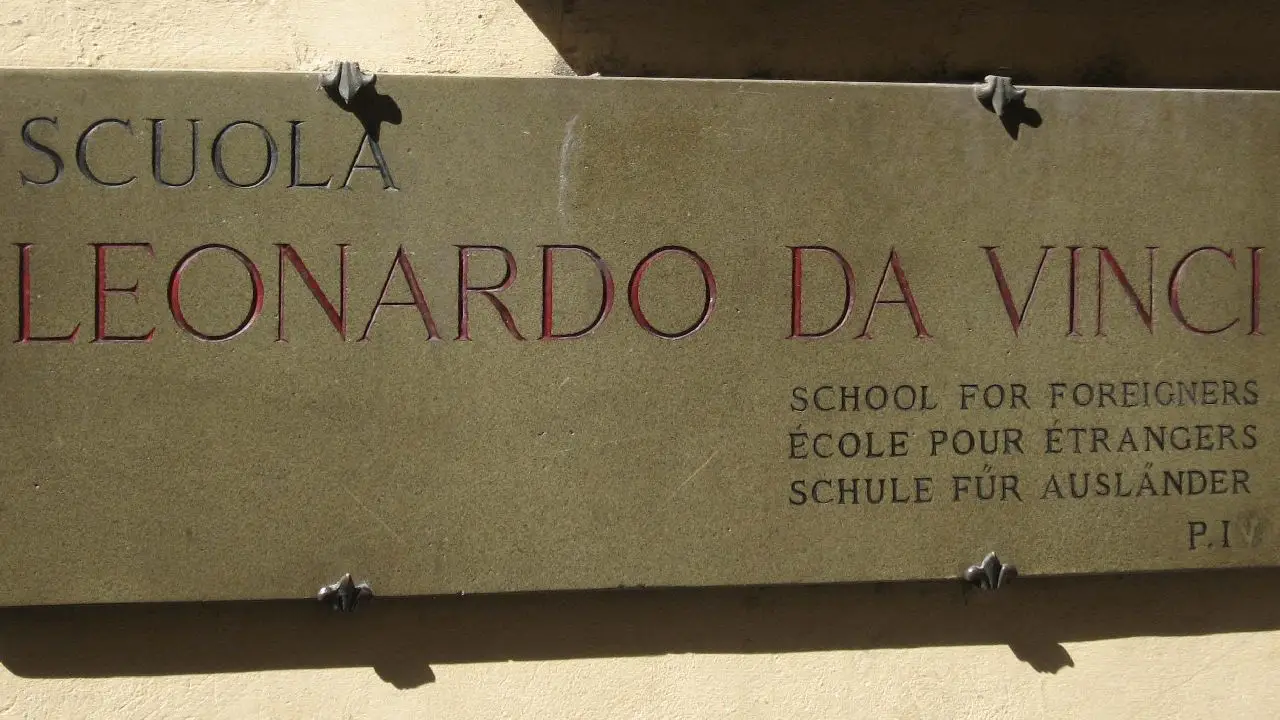 SCUOLA
LEONARDO DA VINCI
SCHOOL FOR FOREIGNERS
ÉCOLE POUR ÉTRANGERS
SCHULE FŰR AUSLÄNDER
P.I